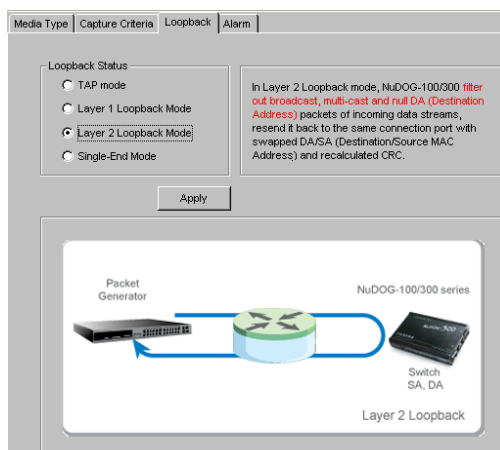 Media Type | Capture Criteria | Loopback | Alarm
Loopback Status
TAP mode
Layer 1 Loopback Mode
Layer 2 Loopback Mode
Single-End Mode
In Layer 2 Loopback mode, NuDOG-100/300 filter
out broadcast, multi-cast and null DA (Destination
Address) packets of incoming data streams,
resend it back to the same connection port with
swapped DA/SA (Destination/Source MAC
Address) and recalculated CRC.
Apply
Packet
Generator
NuDOG-100/300 series
300
Switch
SA, DA
Layer 2 Loopback